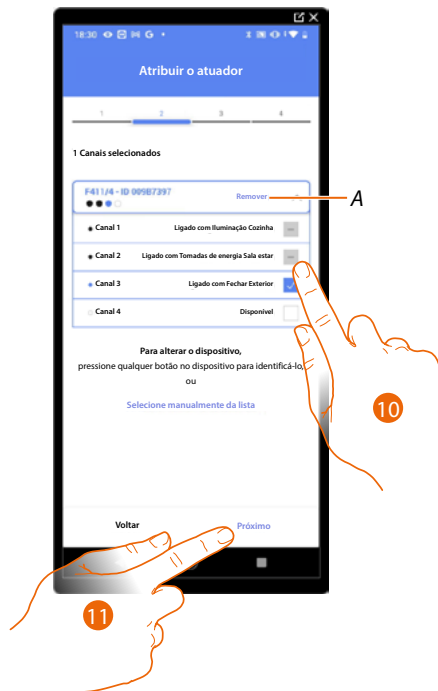 18:30
Atribuir o atuador
1 2 3 4
1 Canais selecionados
F411/4 - ID 009B7397
Remover
A
Canal 1 Ligado com Iluminação Cozinha
Canal 2 Ligado com Tomadas de energia Sala estar
Canal 3 Ligado com Fechar Exterior
Canal 4 Disponível
Para alterar o dispositivo,
pressione qualquer botão no dispositivo para identificá-lo,
ou
Selecione manualmente da lista
10
Voltar Próximo
11